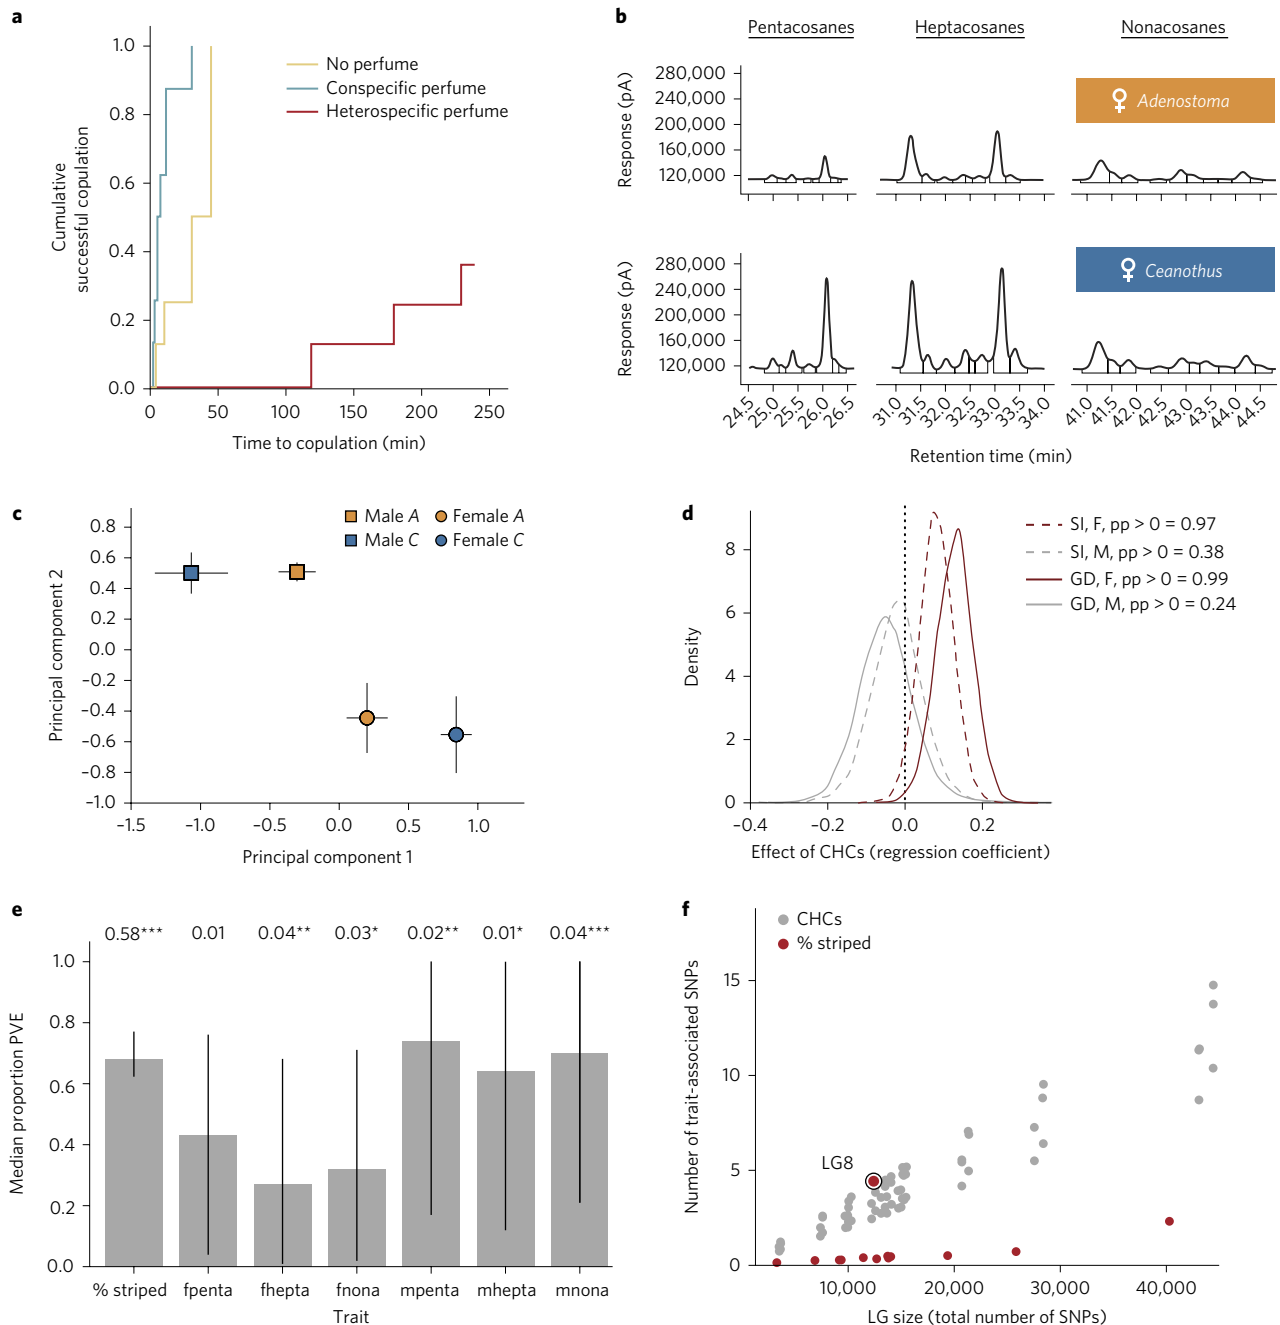 a
1.0
0.8
0.6
0.4
0.2
0.0
Cumulative
successful copulation
No perfume
Conspecific perfume
Heterospecific perfume
0
50
100
150
200
250
Time to copulation (min)
b
Pentacosanes
Heptacosanes
Nonacosanes
Response (pA)
280,000
240,000
200,000
160,000
120,000
♀ Adenostoma
Response (pA)
280,000
240,000
200,000
160,000
120,000
♀ Ceanothus
24.5
25.0
25.5
26.0
26.5
31.0
31.5
32.0
32.5
33.0
33.5
34.0
41.0
41.5
42.0
42.5
43.0
43.5
44.0
44.5
Retention time (min)
c
Male A
Female A
Male C
Female C
Principal component 2
0.8
0.6
0.4
0.2
0.0
–0.2
–0.4
–0.6
–0.8
–1.0
–1.5
–1.0
–0.5
0.0
0.5
1.0
Principal component 1
d
SI, F, pp > 0 = 0.97
SI, M, pp > 0 = 0.38
GD, F, pp > 0 = 0.99
GD, M, pp > 0 = 0.24
Density
8
6
4
2
0
–0.4
–0.2
0.0
0.2
Effect of CHCs (regression coefficient)
e
0.58***
0.01
0.04**
0.03*
0.02**
0.01*
0.04***
Median proportion PVE
1.0
0.8
0.6
0.4
0.2
0.0
% striped
fpenta
fhepta
fnona
mpenta
mhepta
mnona
Trait
f
CHCs
% striped
Number of trait-associated SNPs
15
10
5
0
LG8
10,000
20,000
30,000
40,000
LG size (total number of SNPs)